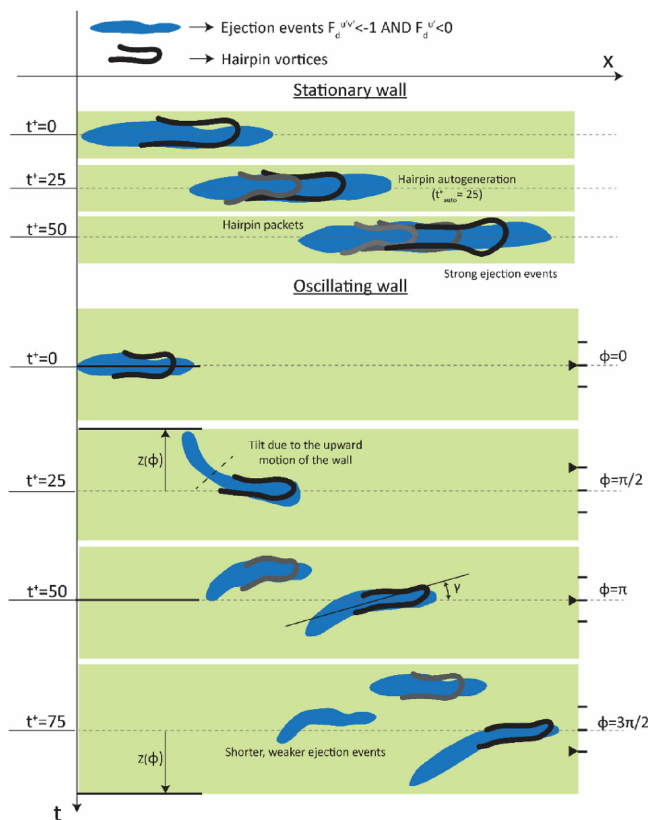 Ejection events F_d^{u'v'}<-1 AND F_d^{u'}<0
Hairpin vortices
x
Stationary wall
t⁺=0
t⁺=25
Hairpin autogeneration
(t⁺_auto≈ 25)
t⁺=50
Hairpin packets
Strong ejection events
Oscillating wall
t⁺=0
ϕ=0
z(ϕ)
Tilt due to the upward
motion of the wall
t⁺=25
ϕ=π/2
t⁺=50
γ
ϕ=π
t⁺=75
ϕ=3π/2
z(ϕ)
Shorter, weaker ejection events
t